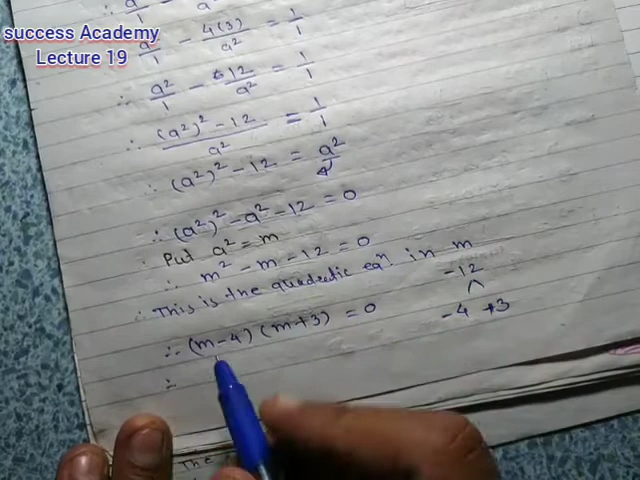 success Academy
Lecture 19
a²/1 - 4(3)/a² = 1/1
∴ a²/1 - 12/a² = 1/1
∴ (a²)² - 12 / a² = 1/1
∴ (a²)² - 12 = a²
∴ (a²)² - a² - 12 = 0
Put a² = m
∴ m² - m - 12 = 0
∴ This is the quadretic eqⁿ in m
-12
∴ (m-4) (m+3) = 0
-4 +3
∴
The